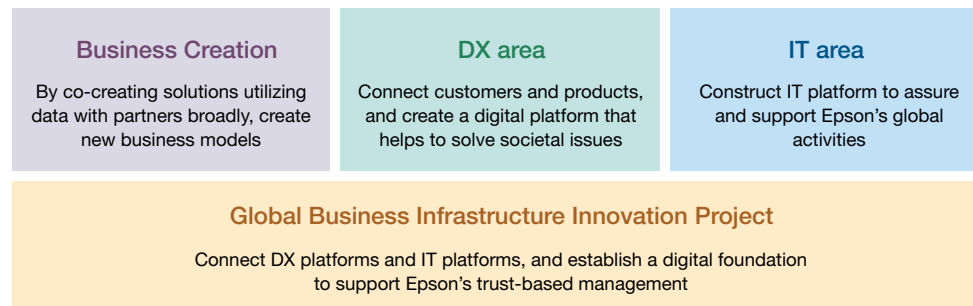 Business Creation
By co-creating solutions utilizing
data with partners broadly, create
new business models
DX area
Connect customers and products,
and create a digital platform that
helps to solve societal issues
IT area
Construct IT platform to assure
and support Epson’s global
activities
Global Business Infrastructure Innovation Project
Connect DX platforms and IT platforms, and establish a digital foundation
to support Epson’s trust-based management